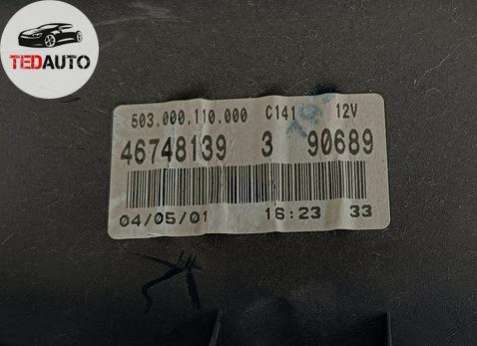 TEDAUTO
503.000.110.000 C141 12V
46748139 3 90689
04/05/01 16:23 33